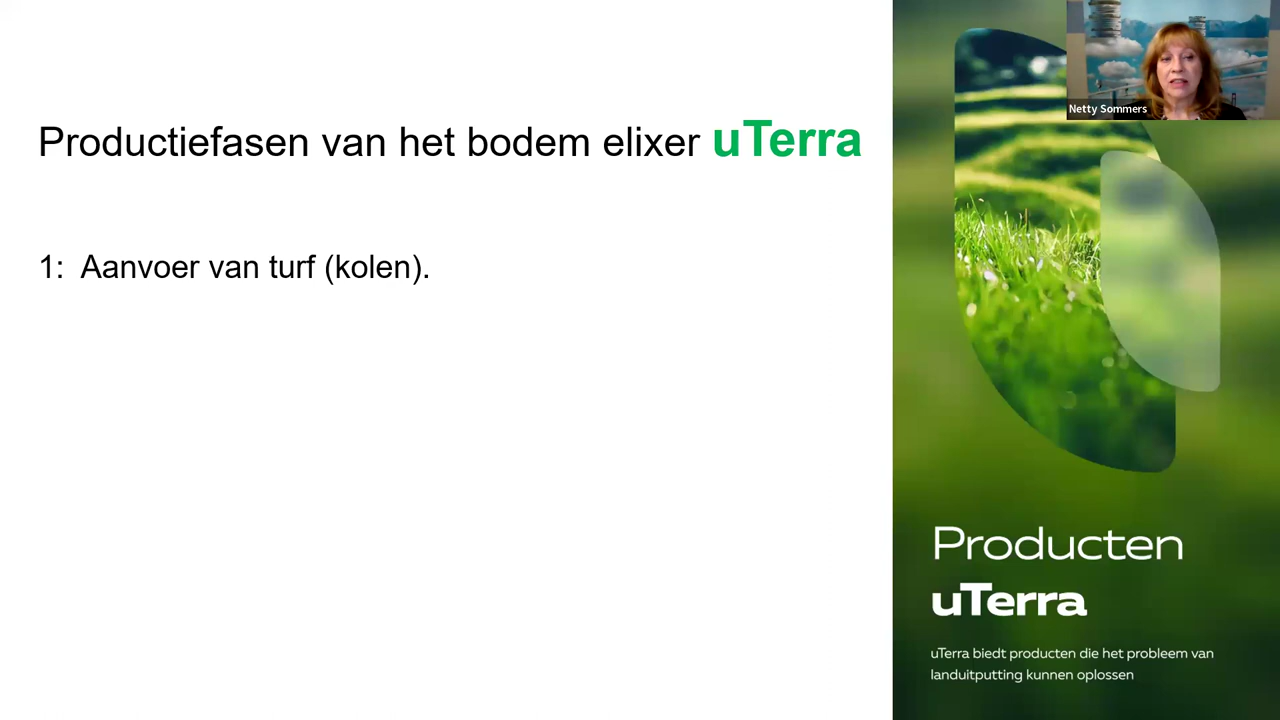 Productiefasen van het bodem elixer uTerra
1: Aanvoer van turf (kolen).
Netty Sommers
Producten
uTerra
uTerra biedt producten die het probleem van
landuitputting kunnen oplossen